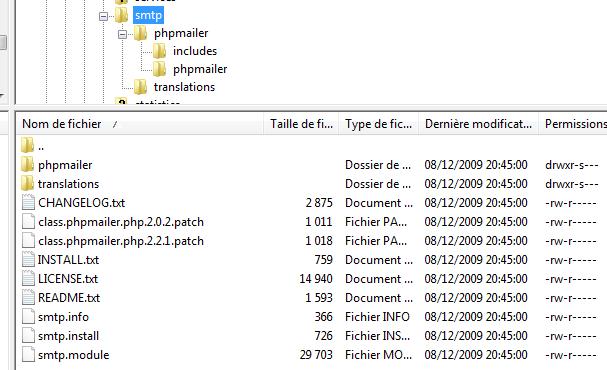 smtp
phpmailer
includes
phpmailer
translations
Nom de fichier / Taille de fi... Type de fic... Dernière modificat... Permissions
..
phpmailer Dossier de ... 08/12/2009 20:45:00 drwxr-s---
translations Dossier de ... 08/12/2009 20:45:00 drwxr-s---
CHANGELOG.txt 2 875 Document ... 08/12/2009 20:45:00 -rw-r-----
class.phpmailer.php.2.0.2.patch 1 011 Fichier PA... 08/12/2009 20:45:00 -rw-r-----
class.phpmailer.php.2.2.1.patch 1 018 Fichier PA... 08/12/2009 20:45:00 -rw-r-----
INSTALL.txt 759 Document ... 08/12/2009 20:45:00 -rw-r-----
LICENSE.txt 14 940 Document ... 08/12/2009 20:45:00 -rw-r-----
README.txt 1 593 Document ... 08/12/2009 20:45:00 -rw-r-----
smtp.info 366 Fichier INFO 08/12/2009 20:45:00 -rw-r-----
smtp.install 726 Fichier INS... 08/12/2009 20:45:00 -rw-r-----
smtp.module 29 703 Fichier MO... 08/12/2009 20:45:00 -rw-r-----